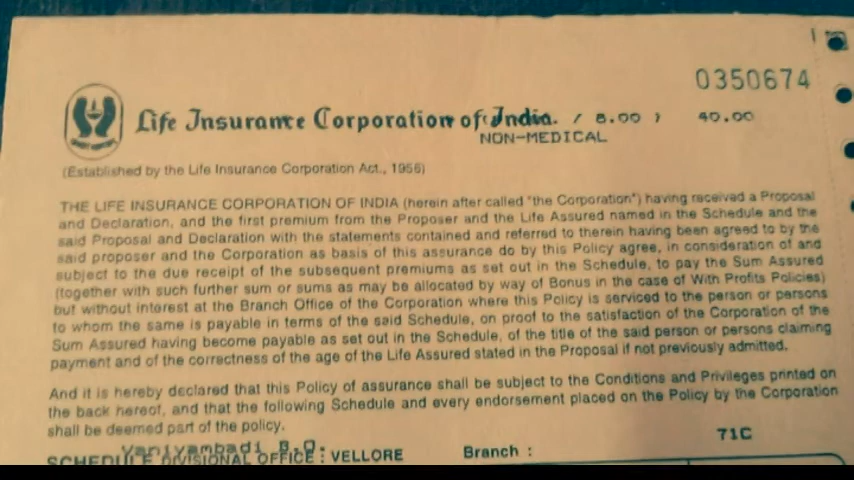 0350674
Life Insurance Corporation of India. / 8.00 ) 40.00
NON-MEDICAL
(Established by the Life Insurance Corporation Act., 1956)
THE LIFE INSURANCE CORPORATION OF INDIA (herein after called "the Corporation") having received a Proposal
and Declaration, and the first premium from the Proposer and the Life Assured named in the Schedule and the
said Proposal and Declaration with the statements contained and referred to therein having been agreed to by the
said proposer and the Corporation as basis of this assurance do by this Policy agree, in consideration of and
subject to the due receipt of the subsequent premiums as set out in the Schedule, to pay the Sum Assured
(together with such further sum or sums as may be allocated by way of Bonus in the case of With Profits Policies)
but without interest at the Branch Office of the Corporation where this Policy is serviced to the person or persons
to whom the same is payable in terms of the said Schedule, on proof to the satisfaction of the Corporation of the
Sum Assured having become payable as set out in the Schedule, of the title of the said person or persons claiming
payment and of the correctness of the age of the Life Assured stated in the Proposal if not previously admitted.
And it is hereby declared that this Policy of assurance shall be subject to the Conditions and Privileges printed on
the back hereof, and that the following Schedule and every endorsement placed on the Policy by the Corporation
shall be deemed part of the policy.
71C
Vaniyambadi B.O.
SCHEDULE DIVISIONAL OFFICE : VELLORE Branch :